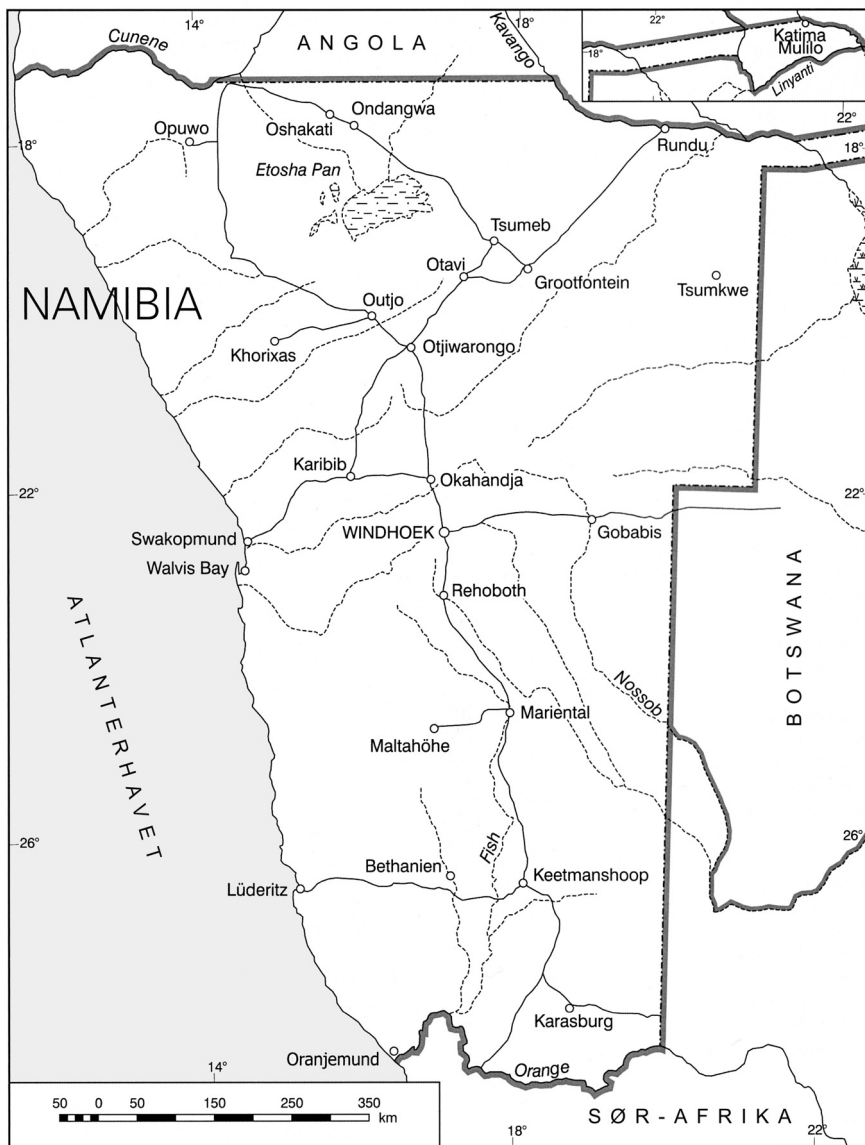 14°
18°
22°
Cunene
ANGOLA
Kavango
Katima
Mulilo
18°
Linyanti
Ondangwa
Oshakati
Opuwo
18°
Rundu
22°
18°
Etosha Pan
Tsumeb
Otavi
Grootfontein
Tsumkwe
NAMIBIA
Outjo
Khorixas
Otjiwarongo
Karibib
Okahandja
22°
22°
Swakopmund
WINDHOEK
Gobabis
Walvis Bay
Rehoboth
ATLANTERHAVET
BOTSWANA
Nossob
Mariental
Maltahöhe
26°
26°
Fish
Bethanien
Keetmanshoop
Lüderitz
Karasburg
Oranjemund
Orange
14°
50 0 50 150 250 350
km
18°
SØR-AFRIKA
22°